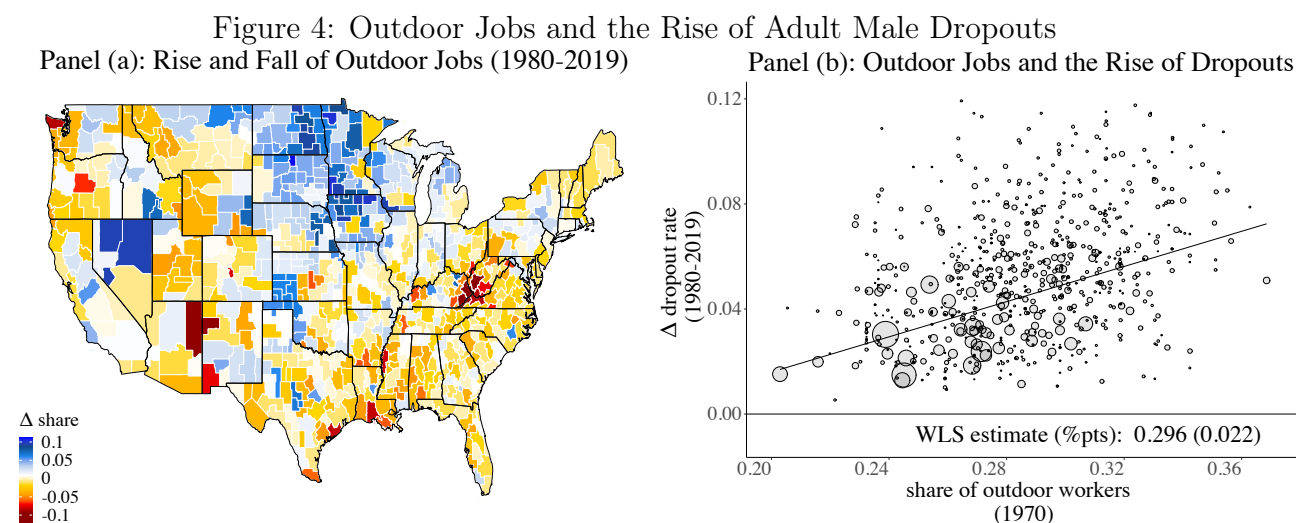 Figure 4: Outdoor Jobs and the Rise of Adult Male Dropouts
Panel (a): Rise and Fall of Outdoor Jobs (1980-2019)
Δ share
0.1
0.05
0
-0.05
-0.1
Panel (b): Outdoor Jobs and the Rise of Dropouts
Δ dropout rate
(1980-2019)
0.12
0.08
0.04
0.00
WLS estimate (%pts): 0.296 (0.022)
0.20 0.24 0.28 0.32 0.36
share of outdoor workers
(1970)